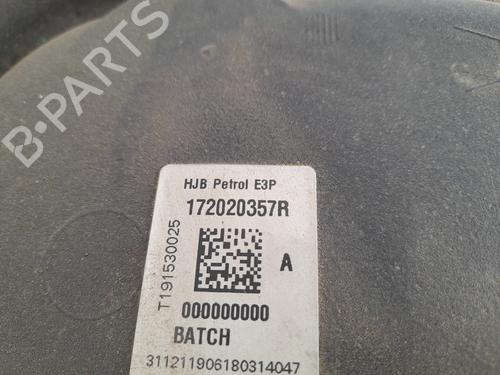 B-PARTS
HJB Petrol E3P
172020357R
A
T191530025
000000000
BATCH
311211906180314047